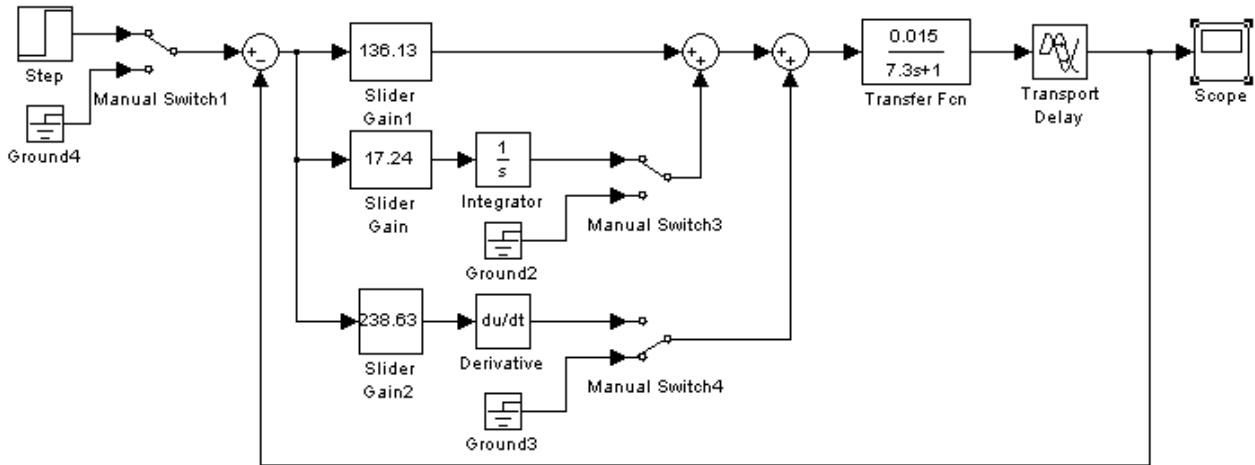 Step
Manual Switch1
Ground4
+
−
136.13
Slider
Gain1
17.24
Slider
Gain
1
s
Integrator
Manual Switch3
Ground2
238.63
Slider
Gain2
du/dt
Derivative
Manual Switch4
Ground3
+
+
+
+
0.015
7.3s+1
Transfer Fcn
Transport
Delay
Scope